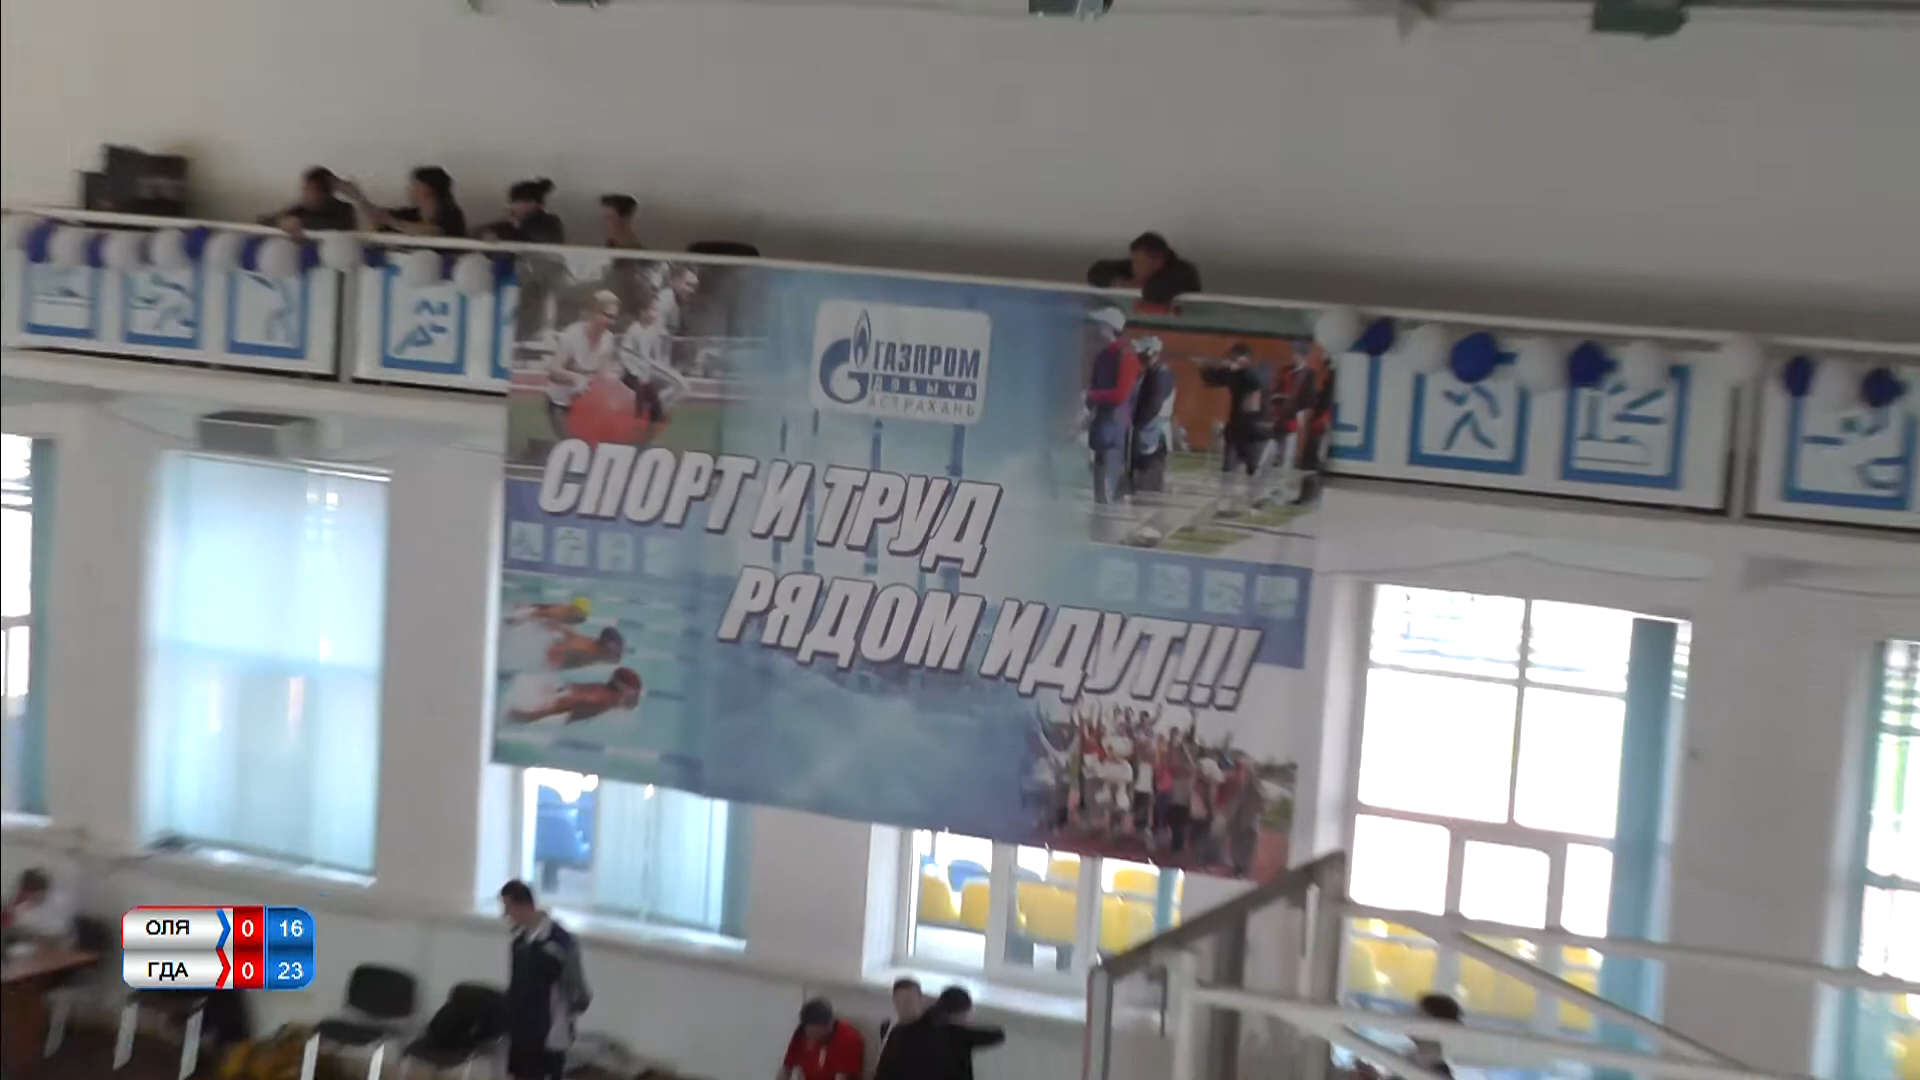 ГАЗПРОМ
ДОБЫЧА
АСТРАХАНЬ
СПОРТ И ТРУД
РЯДОМ ИДУТ!!!
ОЛЯ 0 16
ГДА 0 23